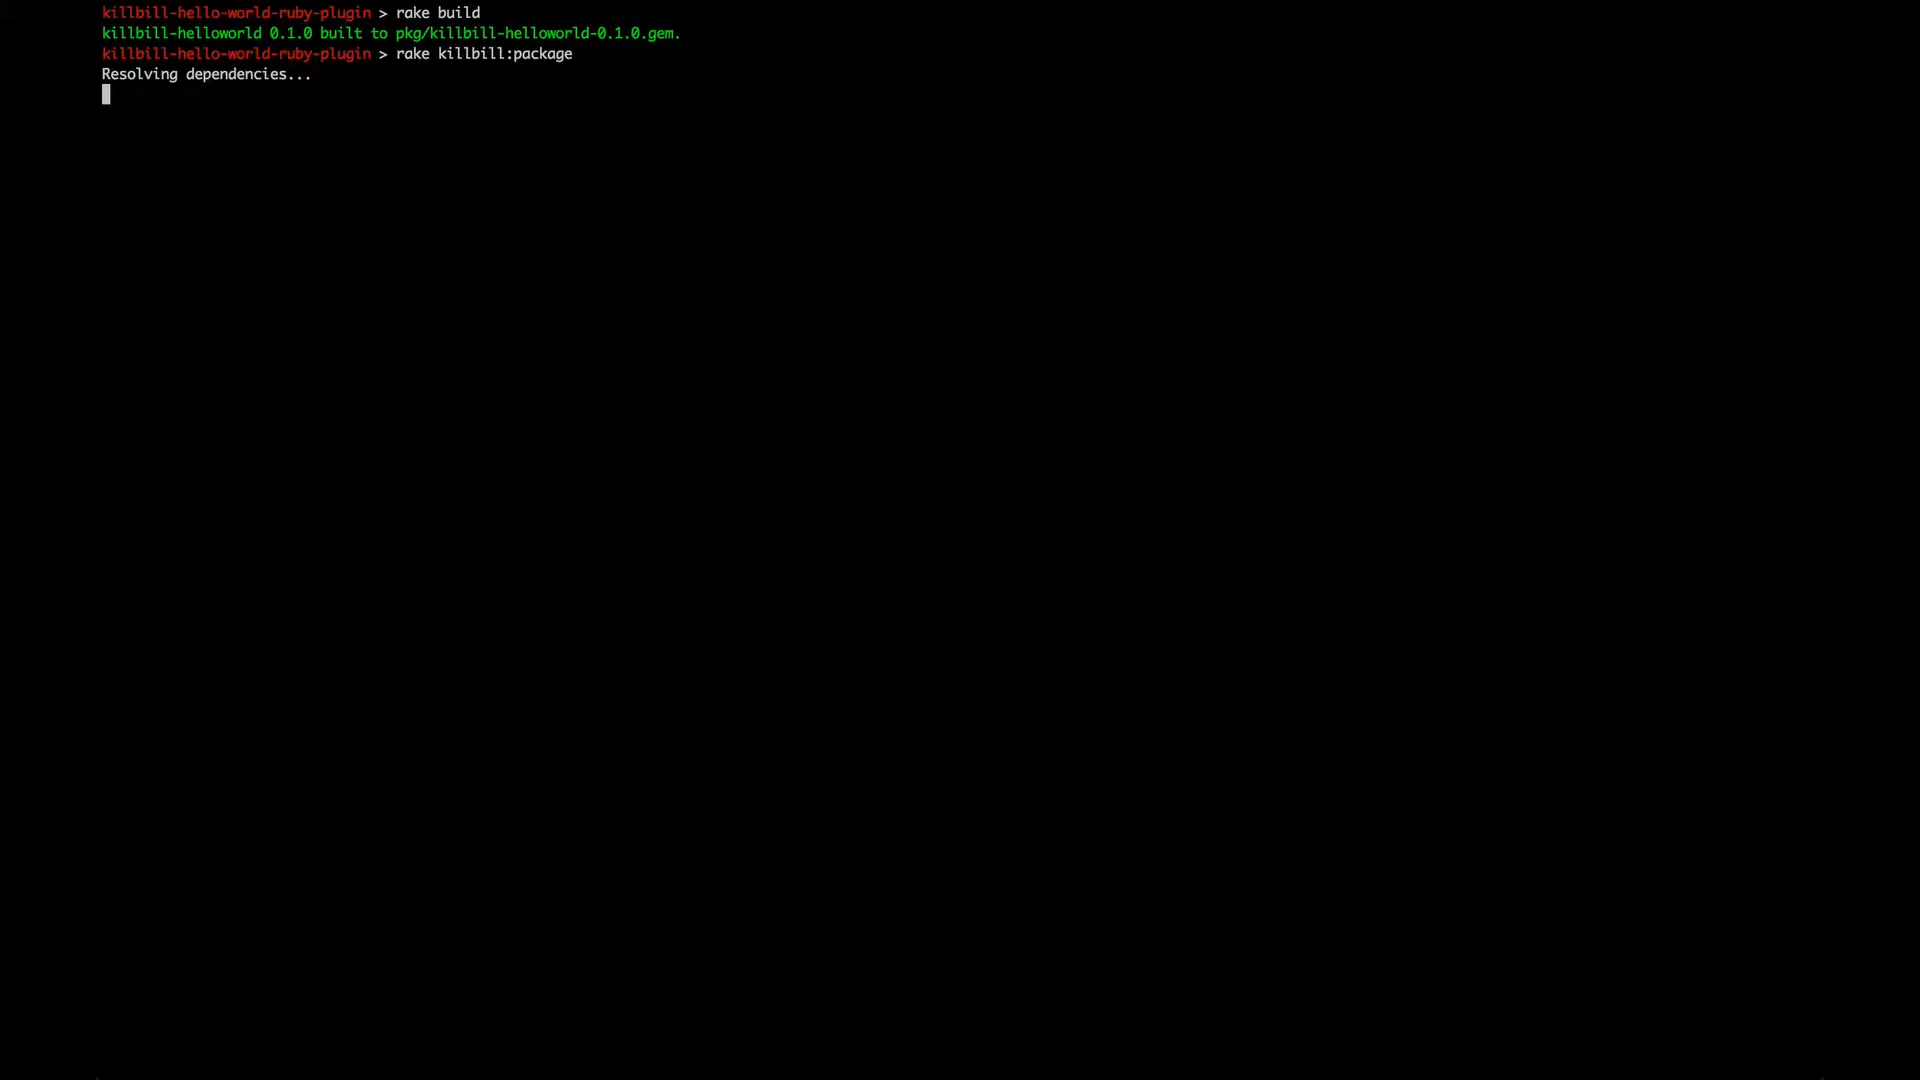 killbill-hello-world-ruby-plugin > rake build
killbill-helloworld 0.1.0 built to pkg/killbill-helloworld-0.1.0.gem.
killbill-hello-world-ruby-plugin > rake killbill:package
Resolving dependencies...